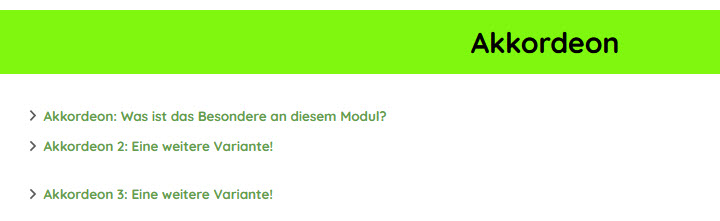 Akkordeon
Akkordeon: Was ist das Besondere an diesem Modul?
Akkordeon 2: Eine weitere Variante!
Akkordeon 3: Eine weitere Variante!